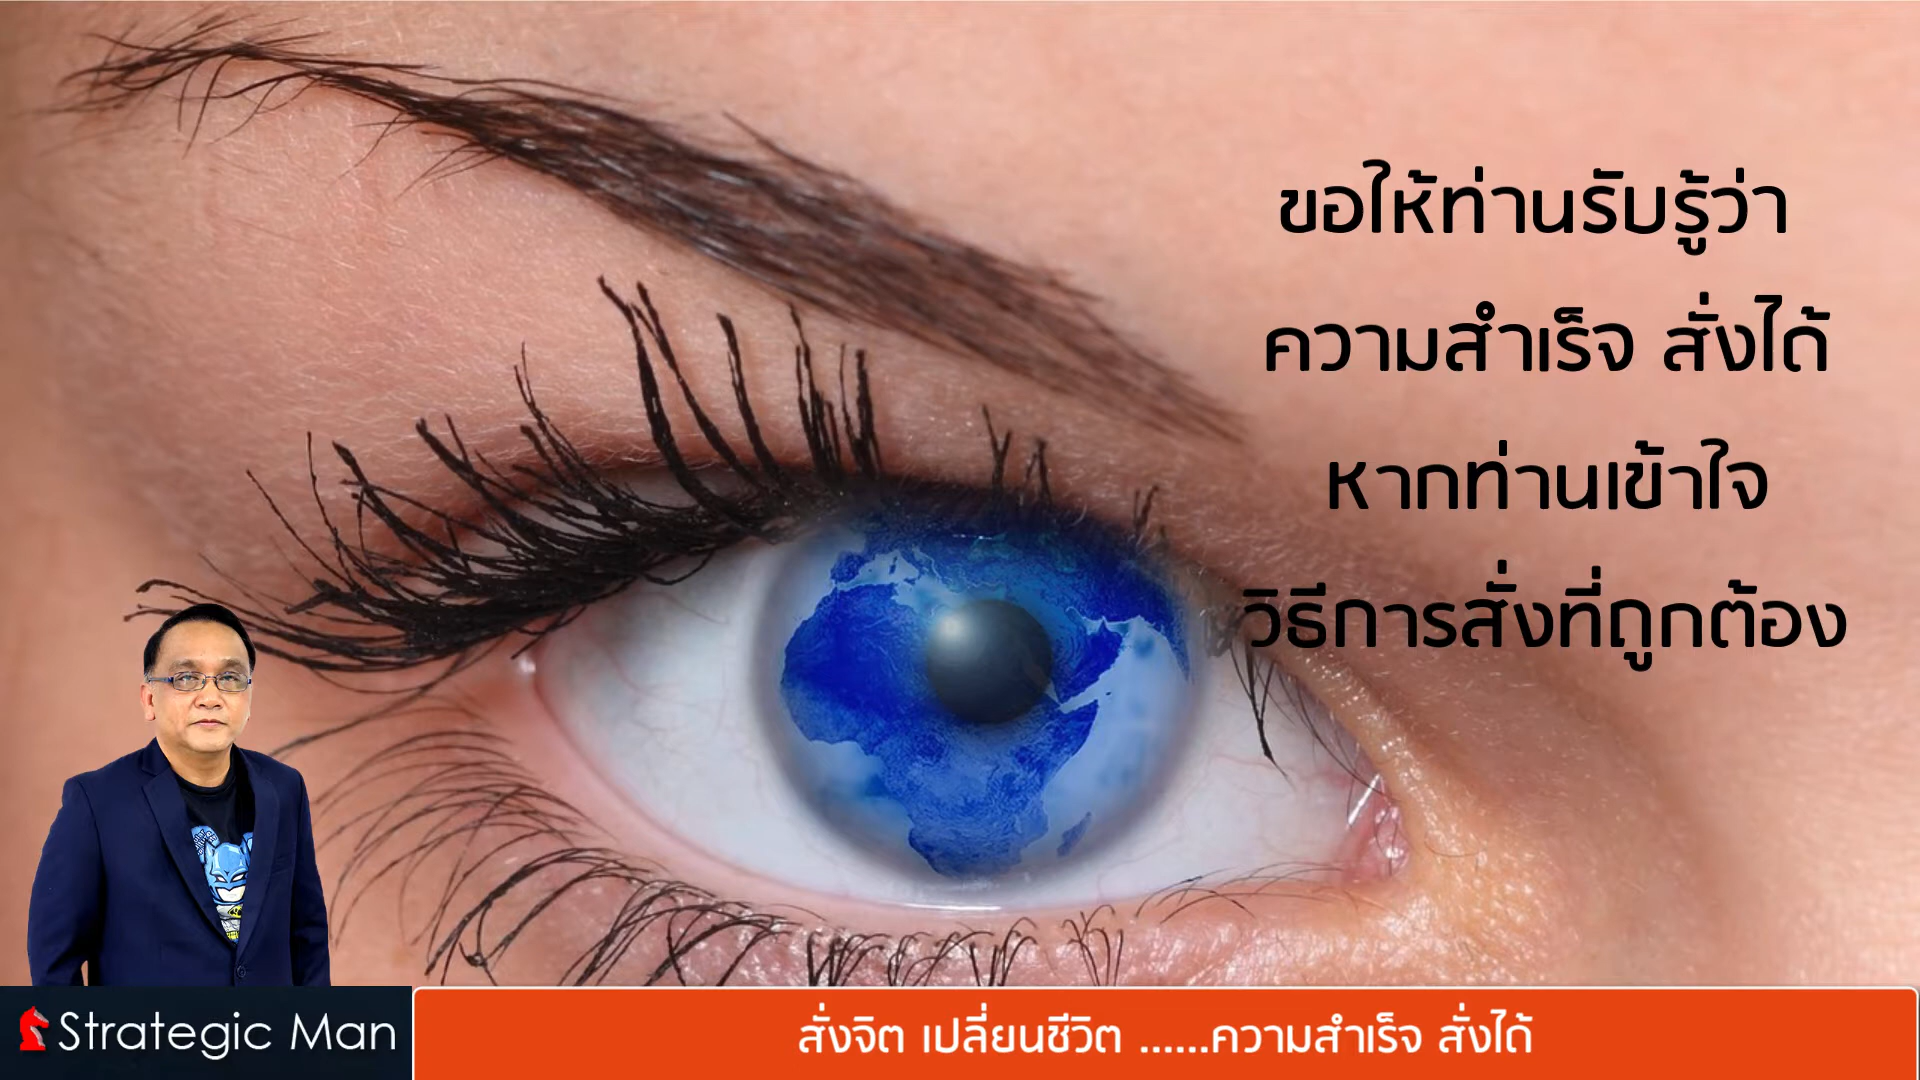 ขอให้ท่านรับรู้ว่า
ความสำเร็จ สั่งได้
หากท่านเข้าใจ
วิธีการสั่งที่ถูกต้อง
Strategic Man
สั่งจิต เปลี่ยนชีวิต ......ความสำเร็จ สั่งได้